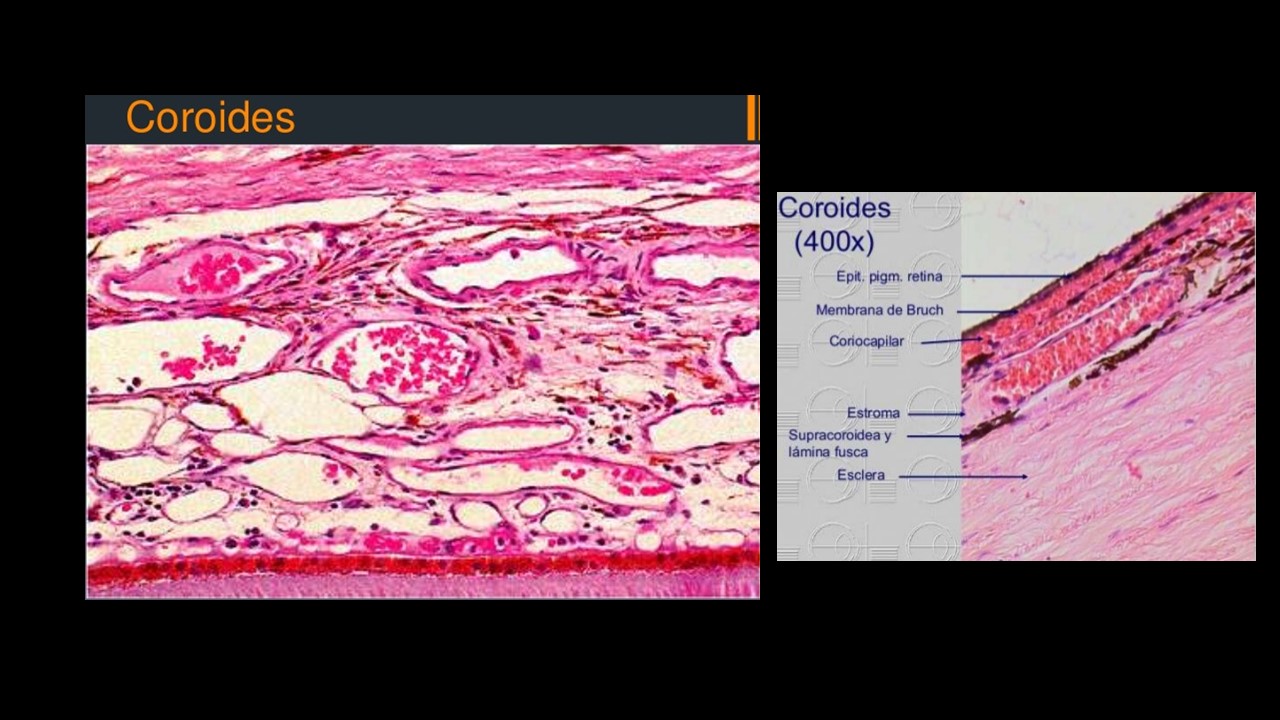 Coroides
Coroides
(400x)
Epit. pigm. retina
Membrana de Bruch
Coriocapilar
Estroma
Supracoroidea y
lámina fusca
Esclera